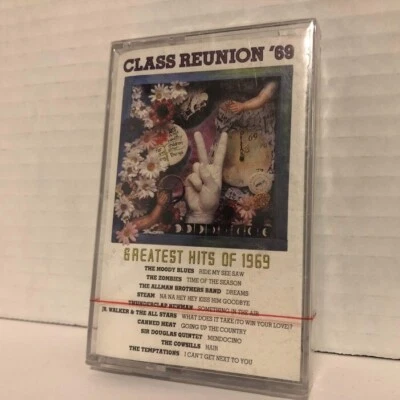 CLASS REUNION '69
69
GREATEST HITS OF 1969
THE MOODY BLUES RIDE MY SEE SAW
THE ZOMBIES TIME OF THE SEASON
THE ALLMAN BROTHERS BAND DREAMS
STEAM NA NA HEY HEY KISS HIM GOODBYE
THUNDERCLAP NEWMAN SOMETHING IN THE AIR
JR. WALKER & THE ALL STARS WHAT DOES IT TAKE (TO WIN YOUR LOVE)?
CANNED HEAT GOING UP THE COUNTRY
SIR DOUGLAS QUINTET MENDOCINO
THE COWSILLS HAIR
THE TEMPTATIONS I CAN'T GET NEXT TO YOU